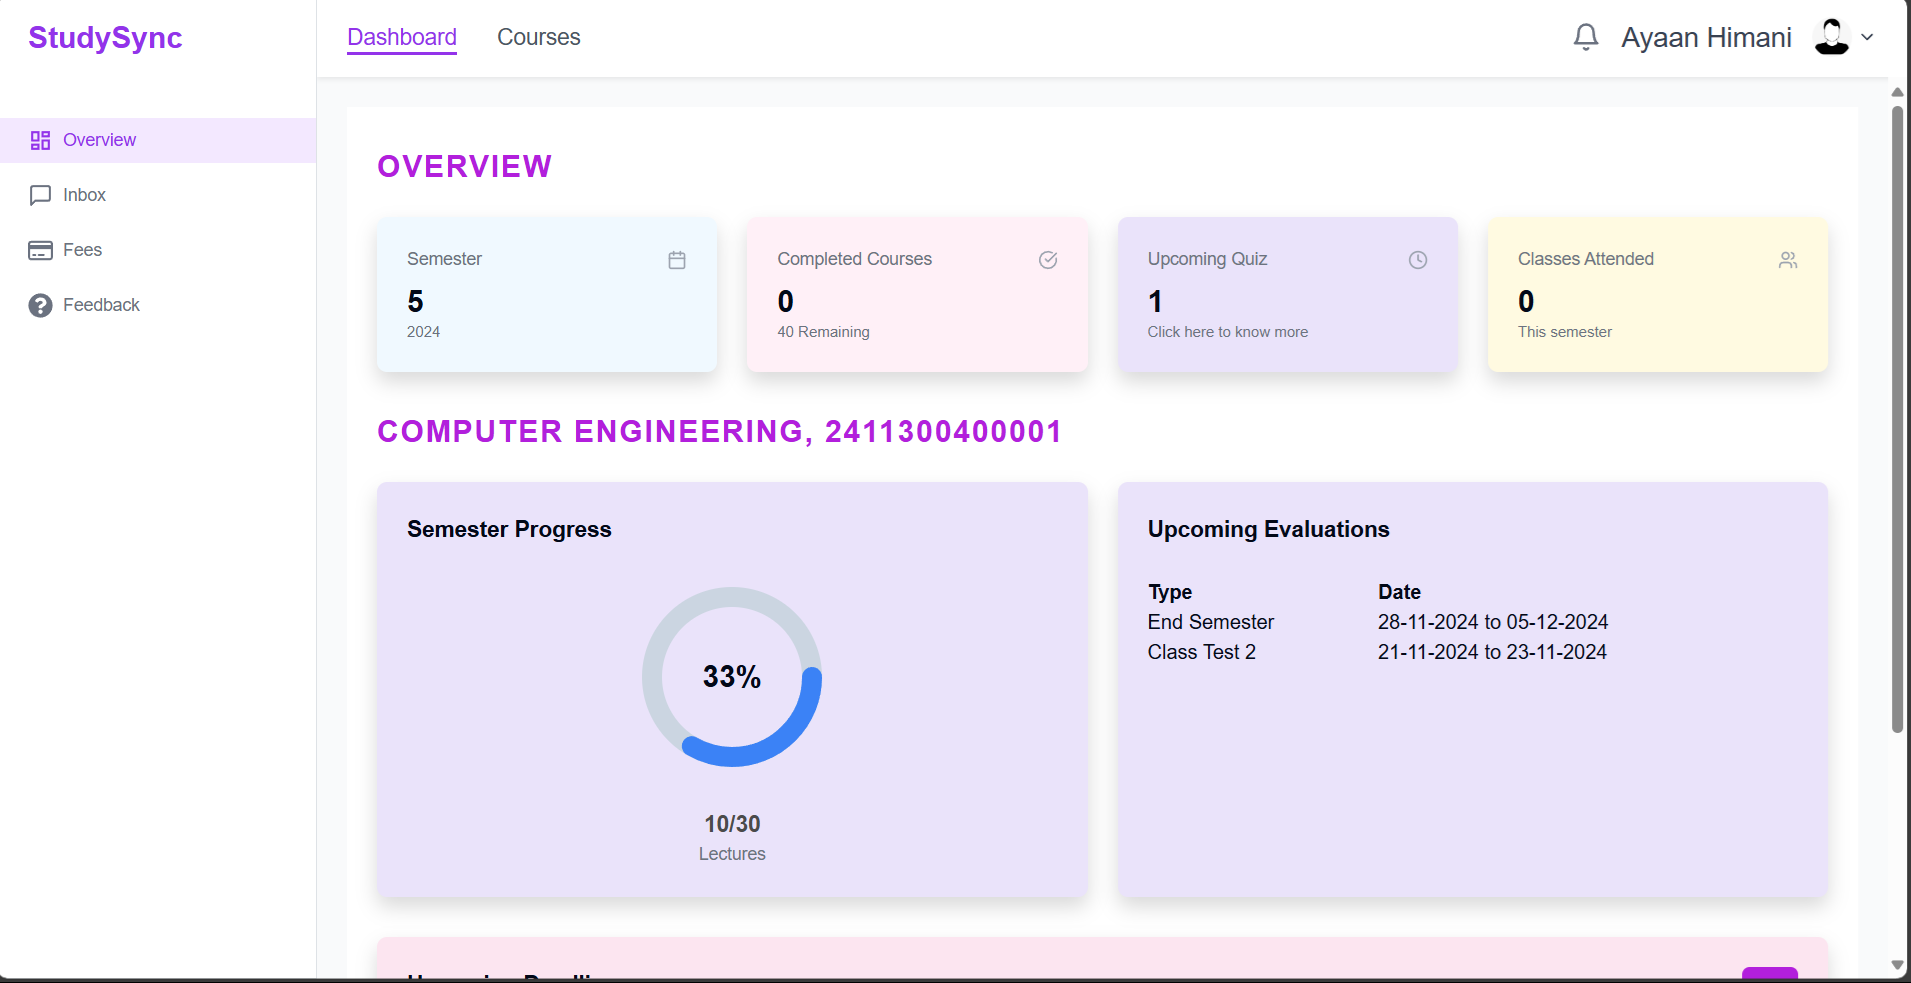 StudySync
Dashboard
Courses
Ayaan Himani
Overview
Inbox
Fees
Feedback
OVERVIEW
Semester
5
2024
Completed Courses
0
40 Remaining
Upcoming Quiz
1
Click here to know more
Classes Attended
0
This semester
COMPUTER ENGINEERING, 2411300400001
Semester Progress
33%
10/30
Lectures
Upcoming Evaluations
Type Date
End Semester 28-11-2024 to 05-12-2024
Class Test 2 21-11-2024 to 23-11-2024